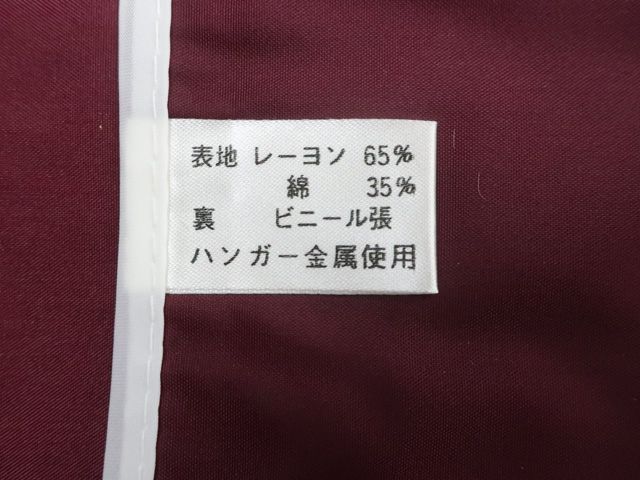 表地 レーヨン 65%
綿 35%
裏 ビニール張
ハンガー金属使用